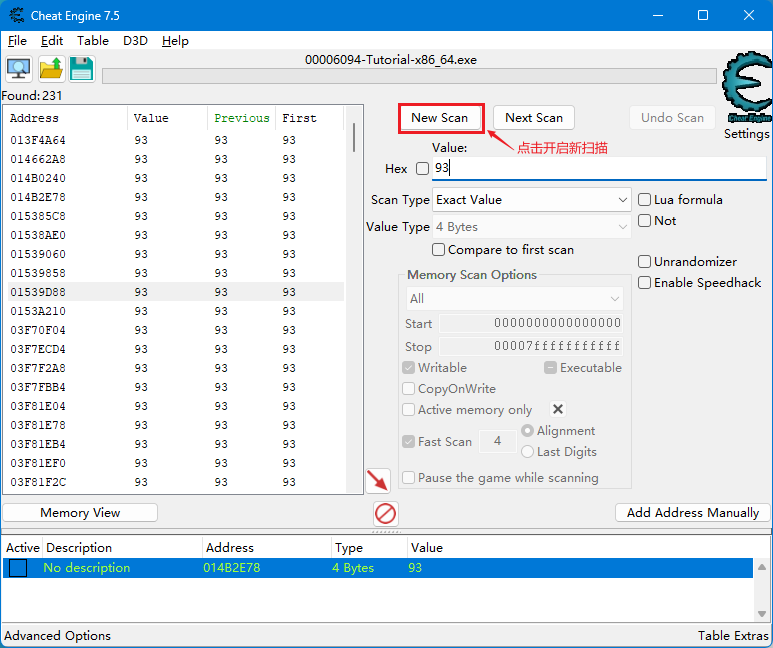 Cheat Engine 7.5
File Edit Table D3D Help
00006094-Tutorial-x86_64.exe
Found: 231
Address Value Previous First
013F4A64 93 93 93
014662A8 93 93 93
014B0240 93 93 93
014B2E78 93 93 93
015385C8 93 93 93
01538AE0 93 93 93
01539060 93 93 93
01539858 93 93 93
01539D88 93 93 93
0153A210 93 93 93
03F70F04 93 93 93
03F7ECD4 93 93 93
03F7F2A8 93 93 93
03F7FBB4 93 93 93
03F81E04 93 93 93
03F81E78 93 93 93
03F81EB4 93 93 93
03F81EF0 93 93 93
03F81F2C 93 93 93
New Scan Next Scan Undo Scan
Cheat Engine
Settings
点击开启新扫描
Value:
Hex 93
Scan Type Exact Value
Lua formula
Value Type 4 Bytes
Not
Compare to first scan
Unrandomizer
Enable Speedhack
Memory Scan Options
All
Start 0000000000000000
Stop 00007fffffffffff
Writable Executable
CopyOnWrite
Active memory only
Fast Scan 4 Alignment
Last Digits
Pause the game while scanning
Memory View
Add Address Manually
Active Description Address Type Value
No description 014B2E78 4 Bytes 93
Advanced Options Table Extras